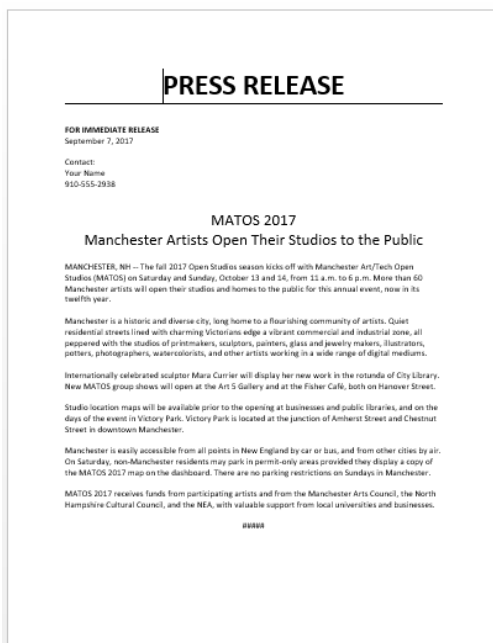 PRESS RELEASE
FOR IMMEDIATE RELEASE
September 7, 2017
Contact:
Your Name
910-555-2938
MATOS 2017
Manchester Artists Open Their Studios to the Public
MANCHESTER, NH -- The fall 2017 Open Studios season kicks off with Manchester Art/Tech Open
Studios (MATOS) on Saturday and Sunday, October 13 and 14, from 11 a.m. to 6 p.m. More than 60
Manchester artists will open their studios and homes to the public for this annual event, now in its
twelfth year.
Manchester is a historic and diverse city, long home to a flourishing community of artists. Quiet
residential streets lined with charming Victorians edge a vibrant commercial and industrial zone, all
peppered with the studios of printmakers, sculptors, painters, glass and jewelry makers, illustrators,
potters, photographers, watercolorists, and other artists working in a wide range of digital mediums.
Internationally celebrated sculptor Mara Currier will display her new work in the rotunda of City Library.
New MATOS group shows will open at the Art 5 Gallery and at the Fisher Café, both on Hanover Street.
Studio location maps will be available prior to the opening at businesses and public libraries, and on the
days of the event in Victory Park. Victory Park is located at the junction of Amherst Street and Chestnut
Street in downtown Manchester.
Manchester is easily accessible from all points in New England by car or bus, and from other cities by air.
On Saturday, non-Manchester residents may park in permit-only areas provided they display a copy of
the MATOS 2017 map on the dashboard. There are no parking restrictions on Sundays in Manchester.
MATOS 2017 receives funds from participating artists and from the Manchester Arts Council, the North
Hampshire Cultural Council, and the NEA, with valuable support from local universities and businesses.
#####